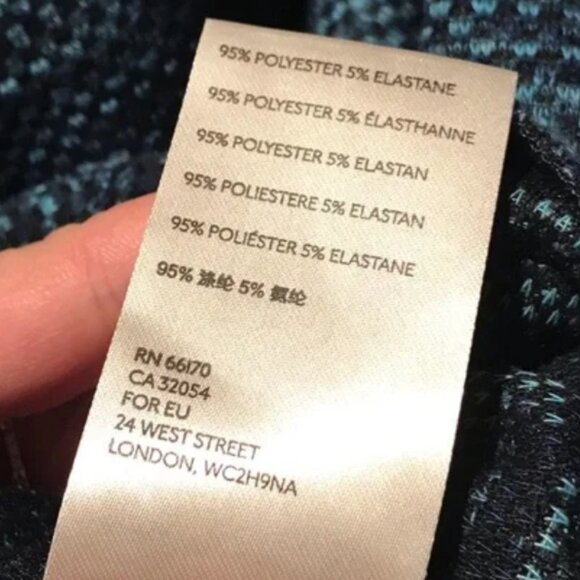 95% POLYESTER 5% ELASTANE
95% POLYESTER 5% ÉLASTHANNE
95% POLYESTER 5% ELASTAN
95% POLIESTERE 5% ELASTAN
95% POLIÉSTER 5% ELASTANE
95% 涤纶 5% 氨纶
RN 66170
CA 32054
FOR EU
24 WEST STREET
LONDON, WC2H9NA